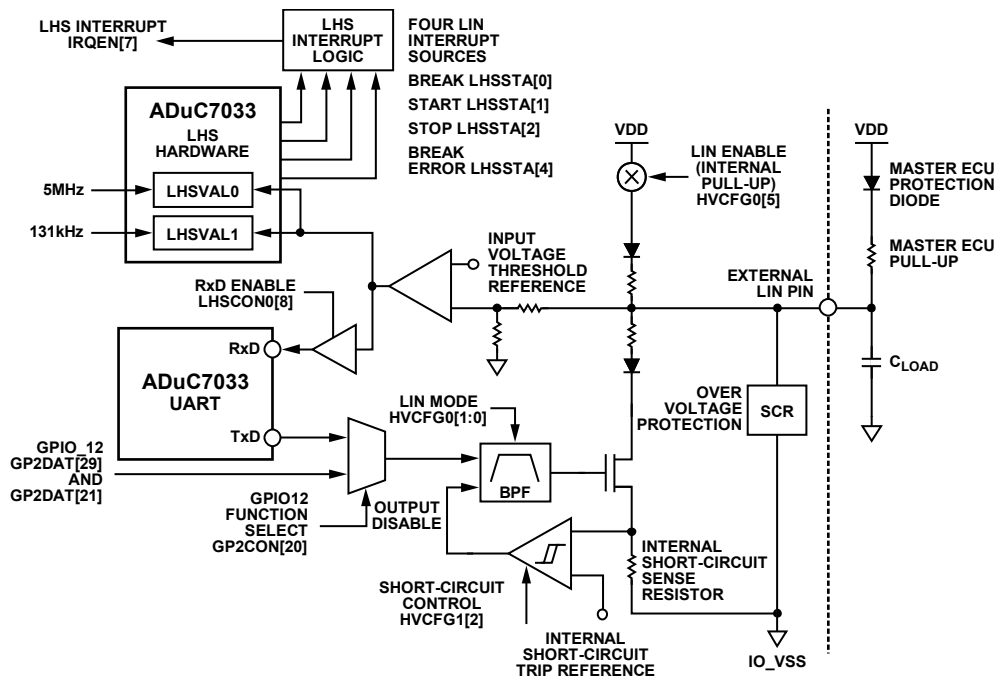 LHS INTERRUPT
IRQEN[7]
LHS
INTERRUPT
LOGIC
FOUR LIN
INTERRUPT
SOURCES
BREAK LHSSTA[0]
START LHSSTA[1]
STOP LHSSTA[2]
BREAK
ERROR LHSSTA[4]
ADuC7033
LHS
HARDWARE
5MHz
LHSVAL0
131kHz
LHSVAL1
VDD
LIN ENABLE
(INTERNAL
PULL-UP)
HVCFG0[5]
VDD
MASTER ECU
PROTECTION
DIODE
MASTER ECU
PULL-UP
INPUT
VOLTAGE
THRESHOLD
REFERENCE
EXTERNAL
LIN PIN
RxD ENABLE
LHSCON0[8]
RxD
ADuC7033
UART
TxD
CLOAD
OVER
VOLTAGE
PROTECTION
SCR
LIN MODE
HVCFG0[1:0]
BPF
GPIO_12
GP2DAT[29]
AND
GP2DAT[21]
GPIO12
FUNCTION
SELECT
GP2CON[20]
OUTPUT
DISABLE
SHORT-CIRCUIT
CONTROL
HVCFG1[2]
INTERNAL
SHORT-CIRCUIT
SENSE
RESISTOR
INTERNAL
SHORT-CIRCUIT
TRIP REFERENCE
IO_VSS